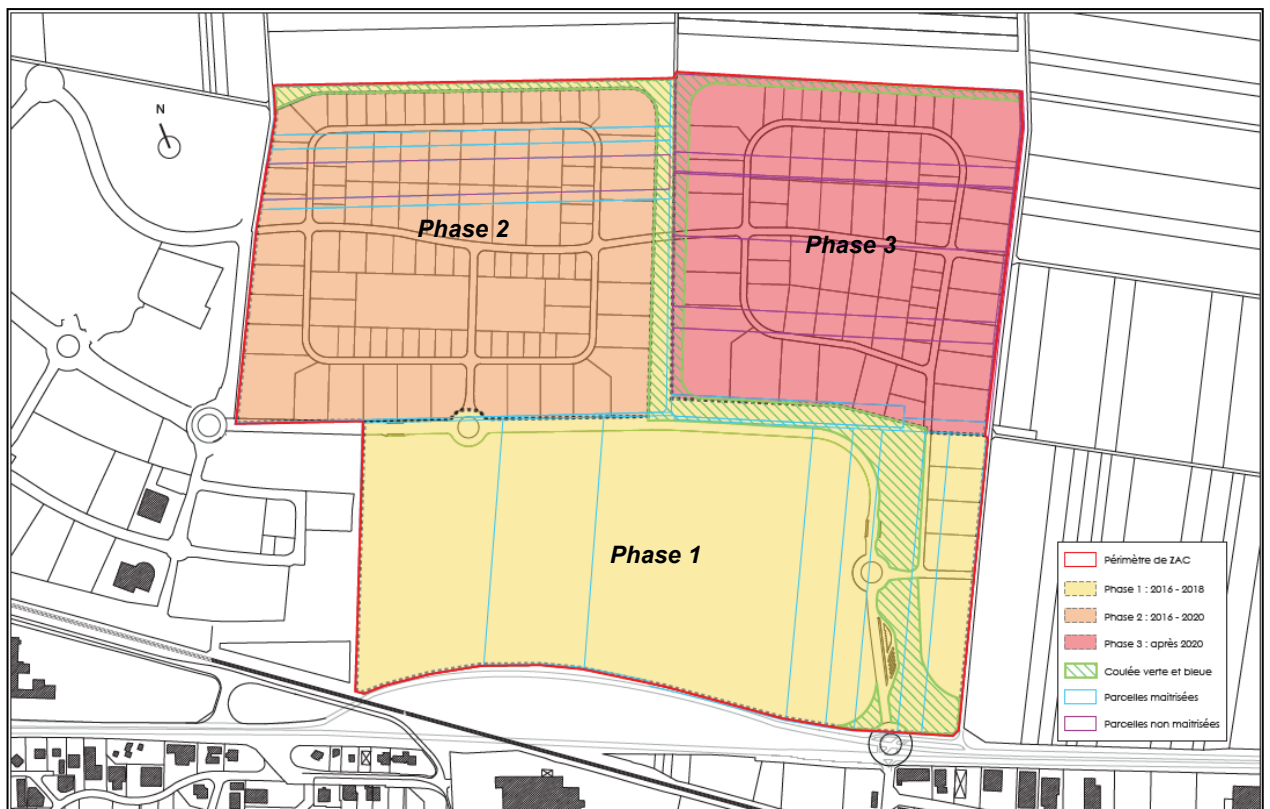 N
Phase 2
Phase 3
Phase 1
Périmètre de ZAC
Phase 1 : 2016 - 2018
Phase 2 : 2016 - 2020
Phase 3 : après 2020
Coulée verte et bleue
Parcelles maitrisées
Parcelles non maitrisées